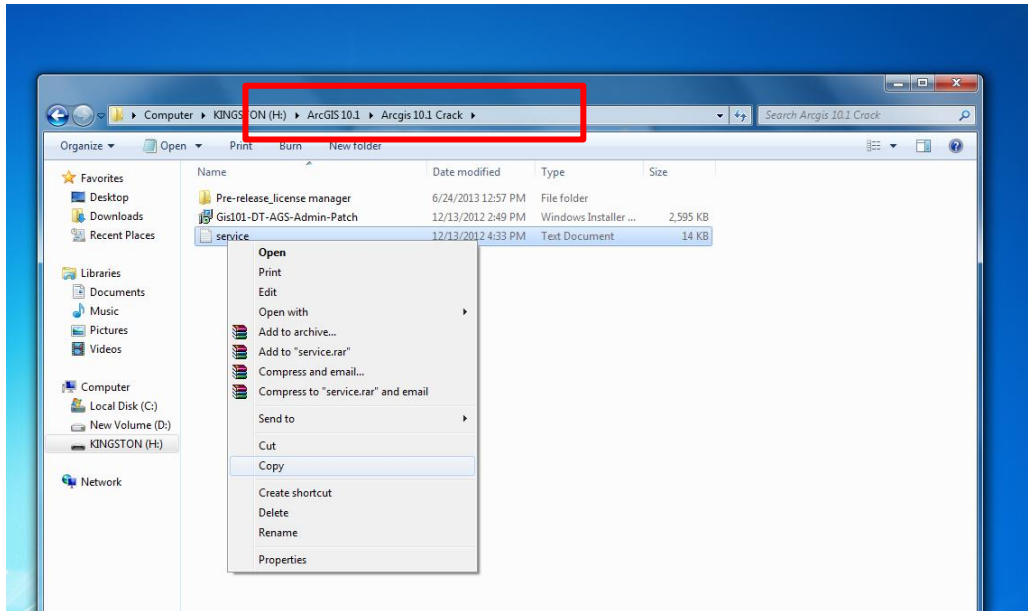 Computer ▸ KINGSTON (H:) ▸ ArcGIS 10.1 ▸ Arcgis 10.1 Crack ▸
Search Arcgis 10.1 Crack
Organize Open Print Burn New folder
Favorites
Desktop
Downloads
Recent Places
Libraries
Documents
Music
Pictures
Videos
Computer
Local Disk (C:)
New Volume (D:)
KINGSTON (H:)
Network
Name Date modified Type Size
Pre-release_license manager 6/24/2013 12:57 PM File folder
Gis101-DT-AGS-Admin-Patch 12/13/2012 2:49 PM Windows Installer ... 2,595 KB
service 12/13/2012 4:33 PM Text Document 14 KB
Open
Print
Edit
Open with
Add to archive...
Add to "service.rar"
Compress and email...
Compress to "service.rar" and email
Send to
Cut
Copy
Create shortcut
Delete
Rename
Properties